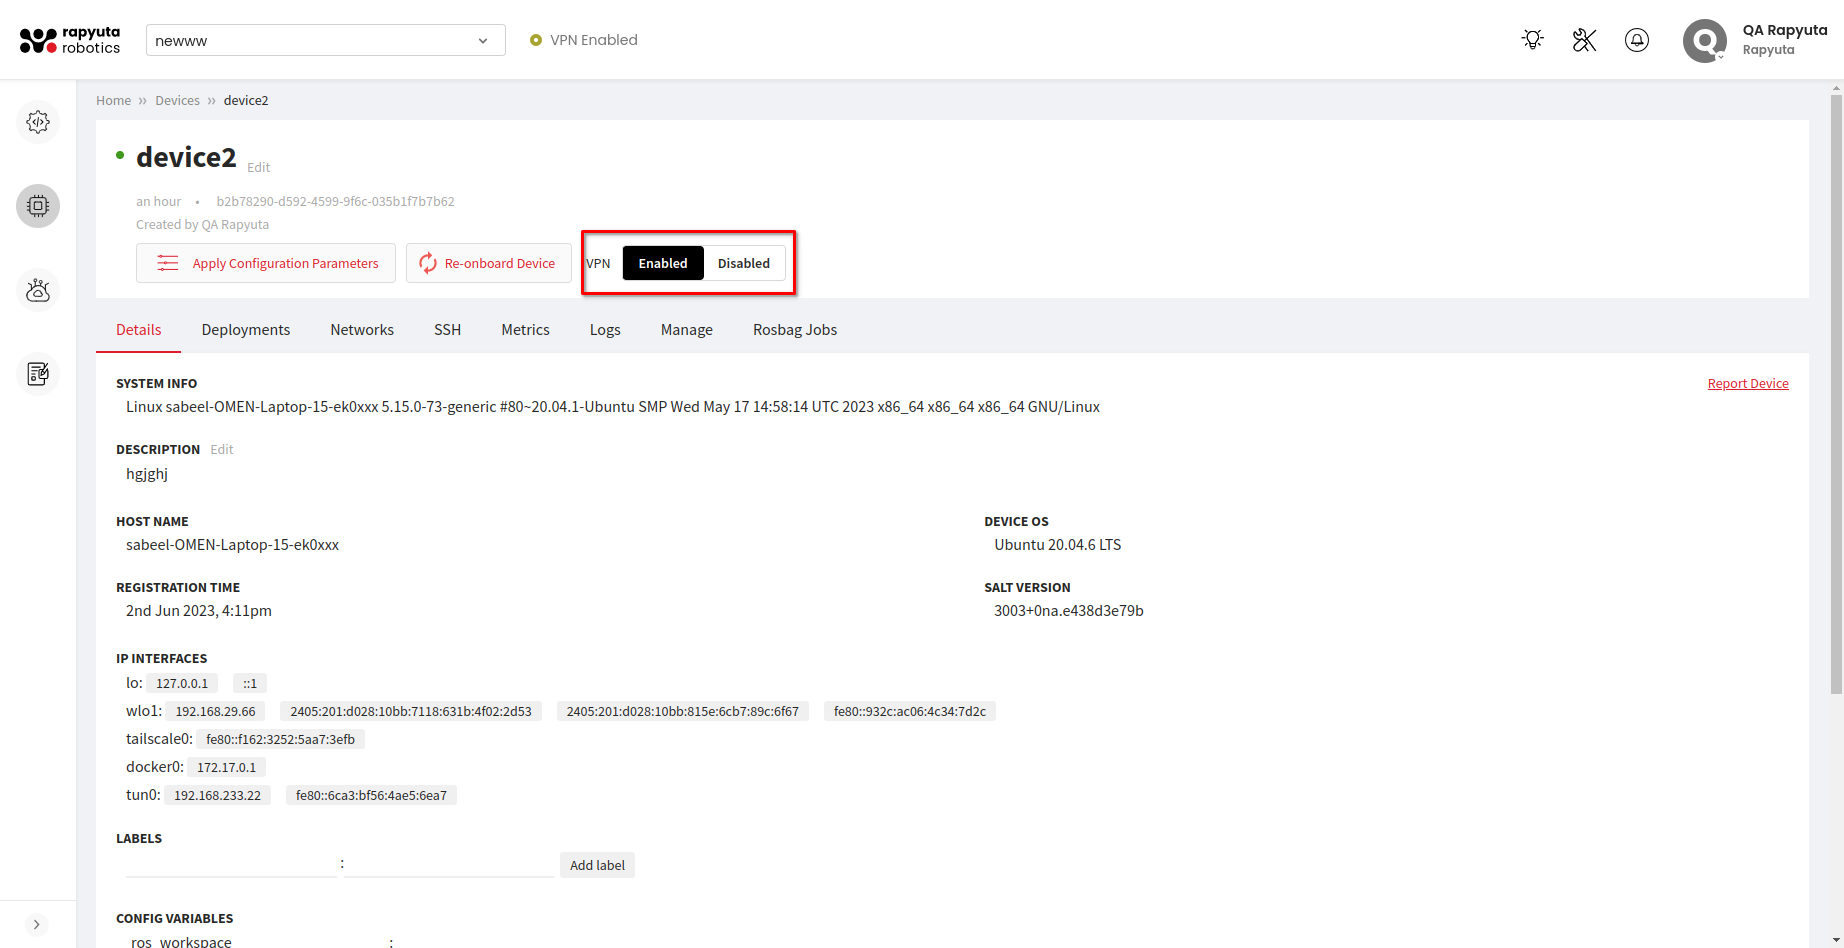 rapyuta
robotics
newww
VPN Enabled
QA Rapyuta
Rapyuta
Q
Home » Devices » device2
device2 Edit
an hour • b2b78290-d592-4599-9f6c-035b1f7b7b62
Created by QA Rapyuta
Apply Configuration Parameters Re-onboard Device VPN Enabled Disabled
Details Deployments Networks SSH Metrics Logs Manage Rosbag Jobs
SYSTEM INFO Report Device
Linux sabeel-OMEN-Laptop-15-ek0xxx 5.15.0-73-generic #80~20.04.1-Ubuntu SMP Wed May 17 14:58:14 UTC 2023 x86_64 x86_64 x86_64 GNU/Linux
DESCRIPTION Edit
hgjghj
HOST NAME DEVICE OS
sabeel-OMEN-Laptop-15-ek0xxx Ubuntu 20.04.6 LTS
REGISTRATION TIME SALT VERSION
2nd Jun 2023, 4:11pm 3003+0na.e438d3e79b
IP INTERFACES
lo: 127.0.0.1 ::1
wlo1: 192.168.29.66 2405:201:d028:10bb:7118:631b:4f02:2d53 2405:201:d028:10bb:815e:6cb7:89c:6f67 fe80::932c:ac06:4c34:7d2c
tailscale0: fe80::f162:3252:5aa7:3efb
docker0: 172.17.0.1
tun0: 192.168.233.22 fe80::6ca3:bf56:4ae5:6ea7
LABELS
: Add label
CONFIG VARIABLES
ros_workspace :